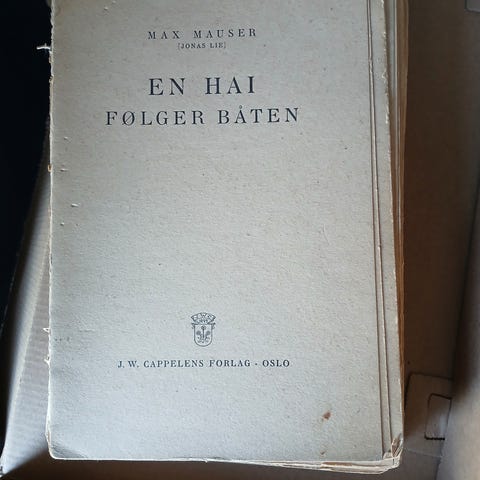 MAX MAUSER
[JONAS LIE]
EN HAI
FØLGER BÅTEN
J. W. CAPPELENS FORLAG - OSLO